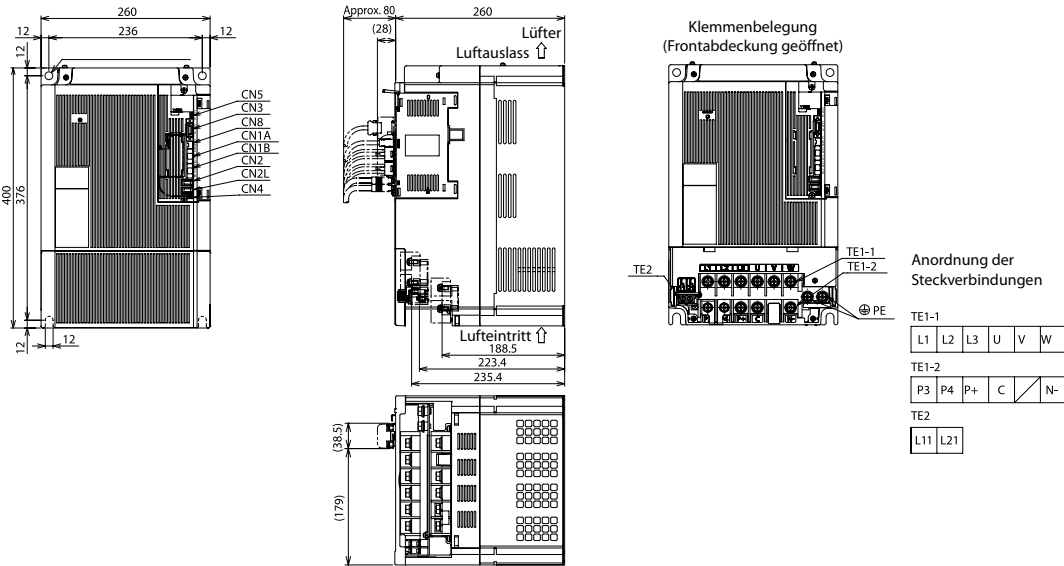 260
12 236 12
12
400
376
12
12
CN5
CN3
CN8
CN1A
CN1B
CN2
CN2L
CN4
Approx. 80 260
(28)
Lüfter
Luftauslass
Lufteintritt
188.5
223.4
235.4
(38.5)
(179)
Klemmenbelegung
(Frontabdeckung geöffnet)
TE2
TE1-1
TE1-2
PE
Anordnung der
Steckverbindungen
TE1-1
L1 L2 L3 U V W
TE1-2
P3 P4 P+ C N-
TE2
L11 L21